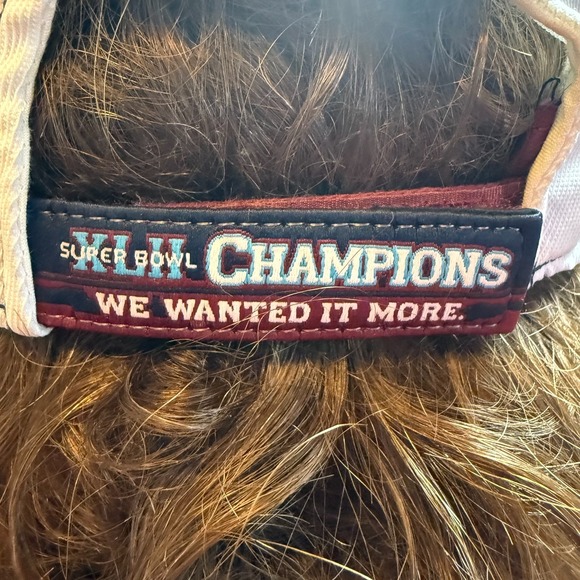 SUPER BOWL XLII CHAMPIONS
WE WANTED IT MORE.